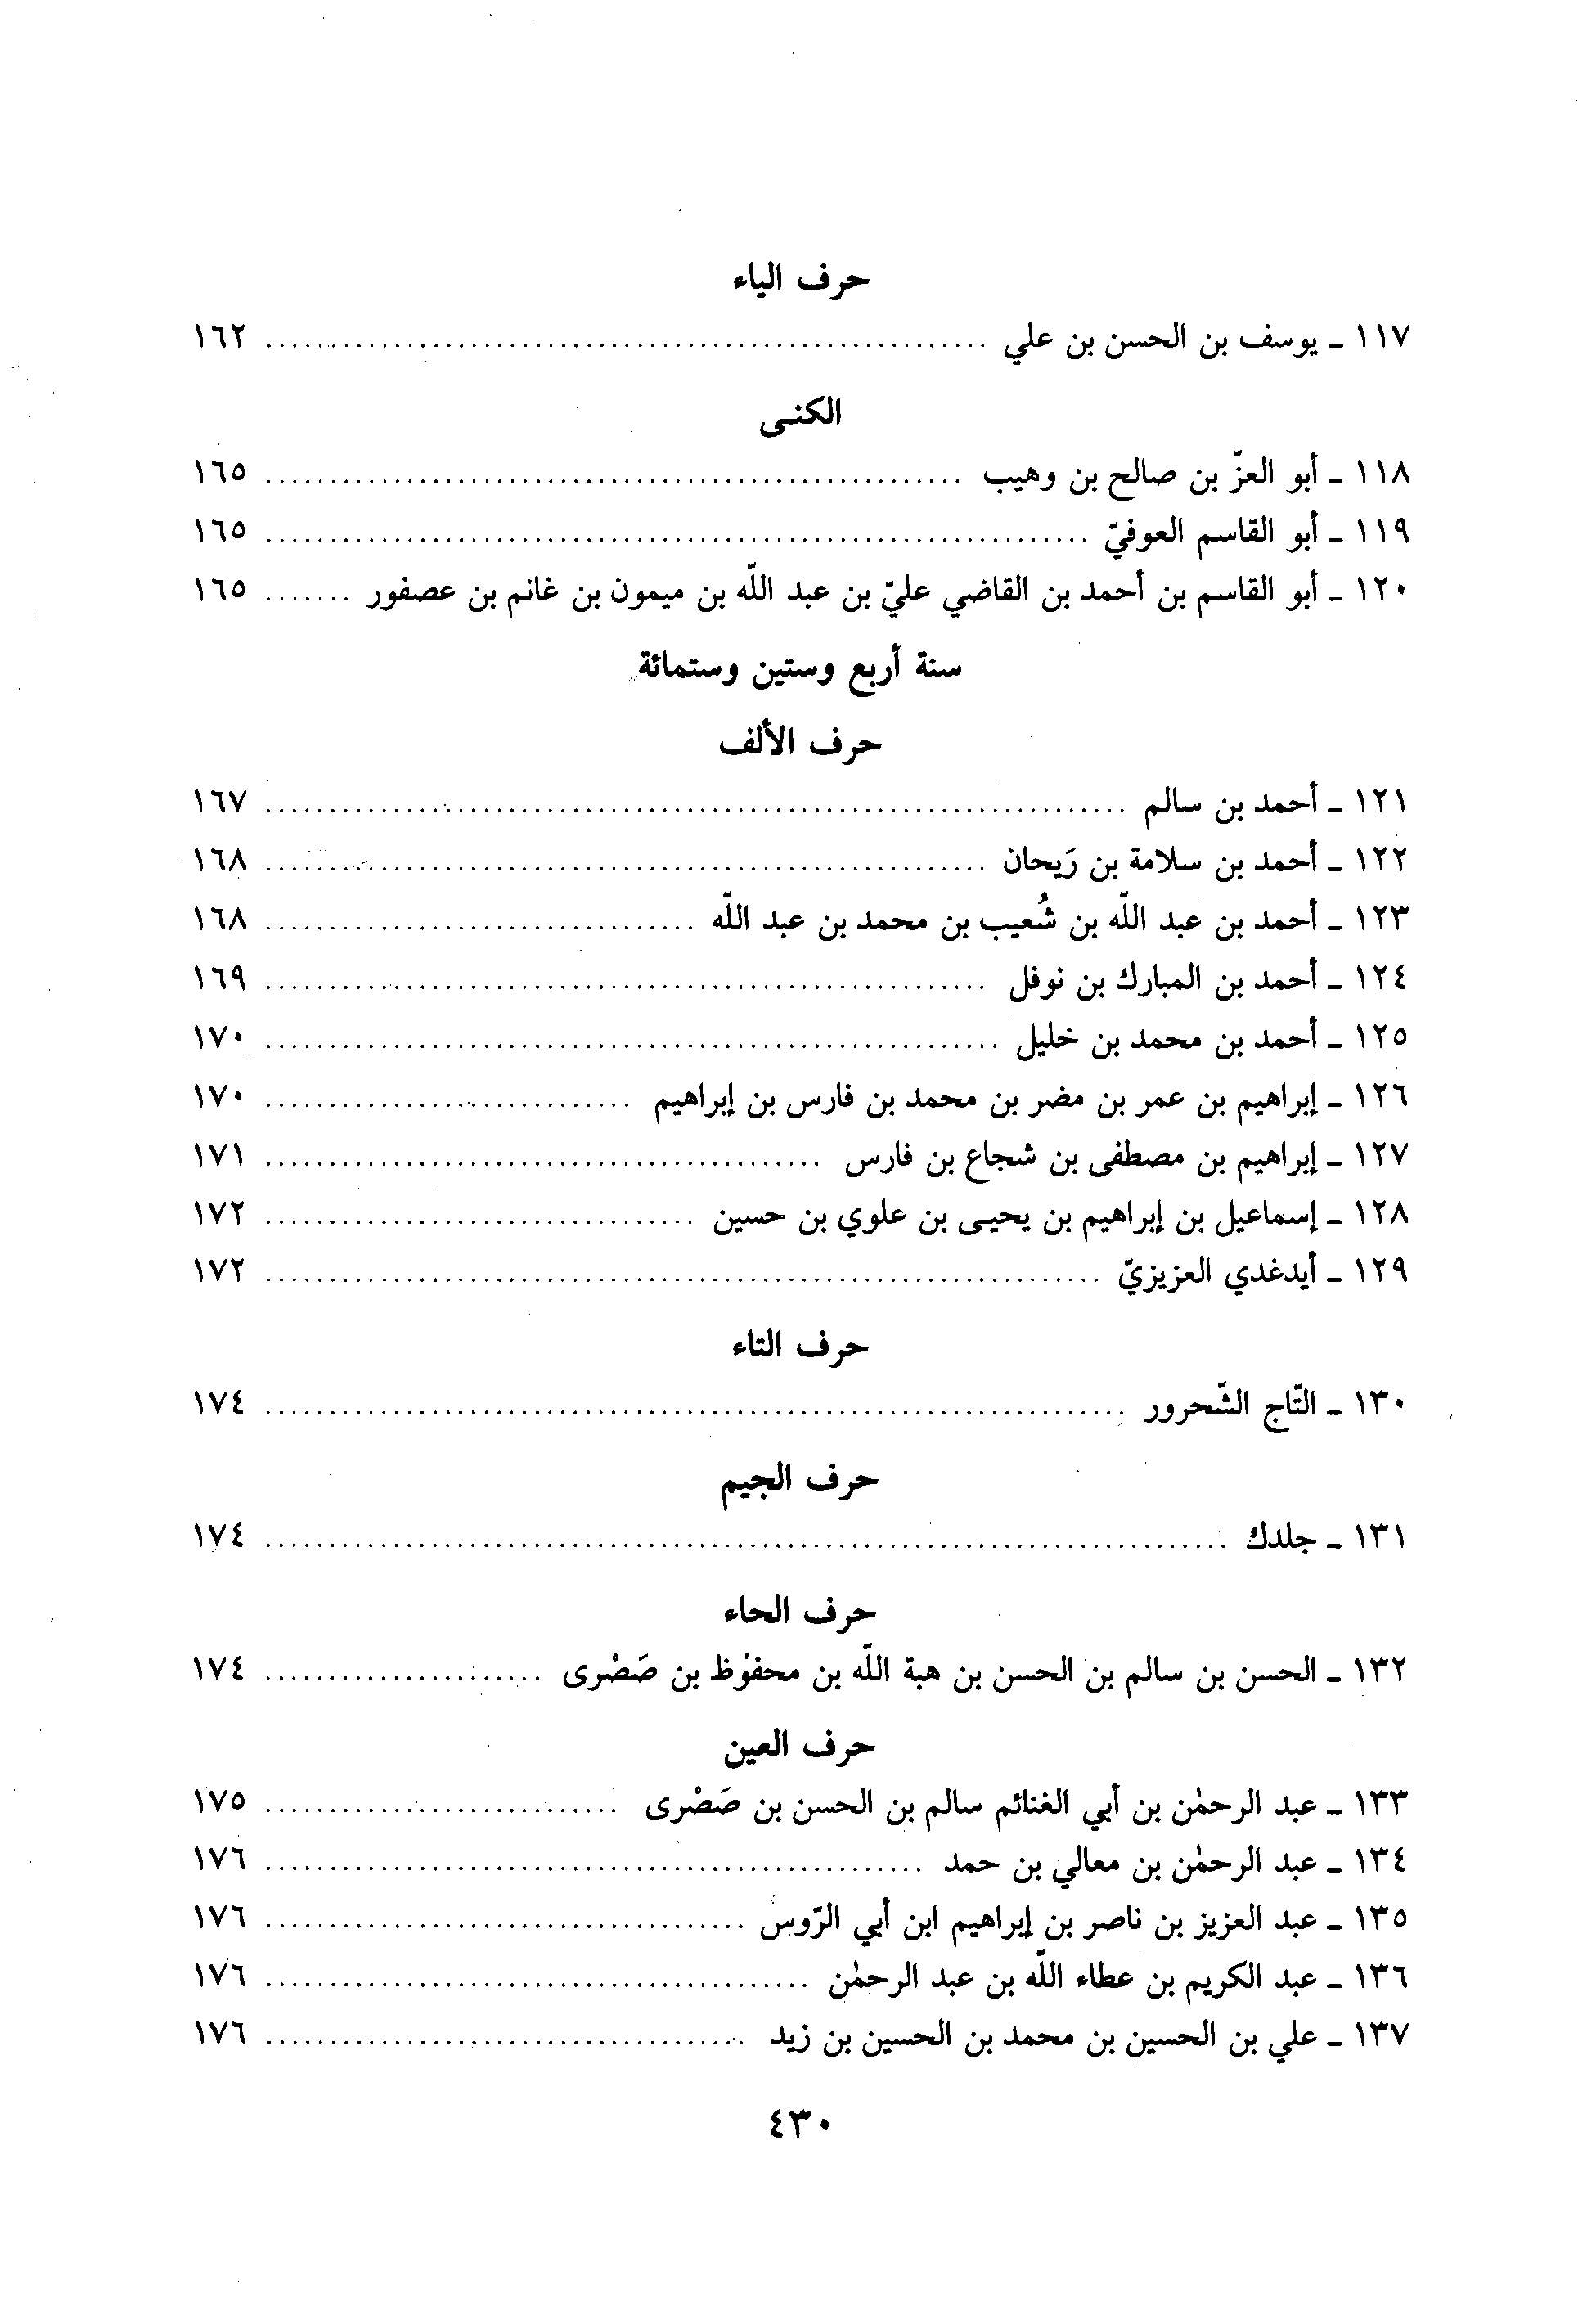 حرف الياء
١١٧ - يوسف بن الحسن بن علي ........ ١٦٢
الكنـى
١١٨ - أبو العزّ بن صالح بن وهيب ........ ١٦٥
١١٩ - أبو القاسم العوفيّ ........ ١٦٥
١٢٠ - أبو القاسم بن أحمد بن القاضي عليّ بن عبد اللّه بن ميمون بن غانم بن عصفور ....... ١٦٥
سنة أربع وستين وستمائة
حرف الألف
١٢١ - أحمد بن سالم ........ ١٦٧
١٢٢ - أحمد بن سلامة بن رَيحان ........ ١٦٨
١٢٣ - أحمد بن عبد اللّه بن شُعيب بن محمد بن عبد اللّه ........ ١٦٨
١٢٤ - أحمد بن المبارك بن نوفل ........ ١٦٩
١٢٥ - أحمد بن محمد بن خليل ........ ١٧٠
١٢٦ - إبراهيم بن عمر بن مضر بن محمد بن فارس بن إبراهيم ........ ١٧٠
١٢٧ - إبراهيم بن مصطفى بن شجاع بن فارس ........ ١٧١
١٢٨ - إسماعيل بن إبراهيم بن يحيـى بن علوي بن حسين ........ ١٧٢
١٢٩ - أيدغدي العزيزيّ ........ ١٧٢
حرف التاء
١٣٠ - التّاج الشّحرور ........ ١٧٤
حرف الجيم
١٣١ - جلدك ........ ١٧٤
حرف الحاء
١٣٢ - الحسن بن سالم بن الحسن بن هبة اللّه بن محفوظ بن صَصْرى ........ ١٧٤
حرف العين
١٣٣ - عبد الرحمٰن بن أبي الغنائم سالم بن الحسن بن صَصْرى ........ ١٧٥
١٣٤ - عبد الرحمٰن بن معالي بن حمد ........ ١٧٦
١٣٥ - عبد العزيز بن ناصر بن إبراهيم ابن أبي الرّوس ........ ١٧٦
١٣٦ - عبد الكريم بن عطاء اللّه بن عبد الرحمٰن ........ ١٧٦
١٣٧ - علي بن الحسين بن محمد بن الحسين بن زيد ........ ١٧٦
٤٣٠